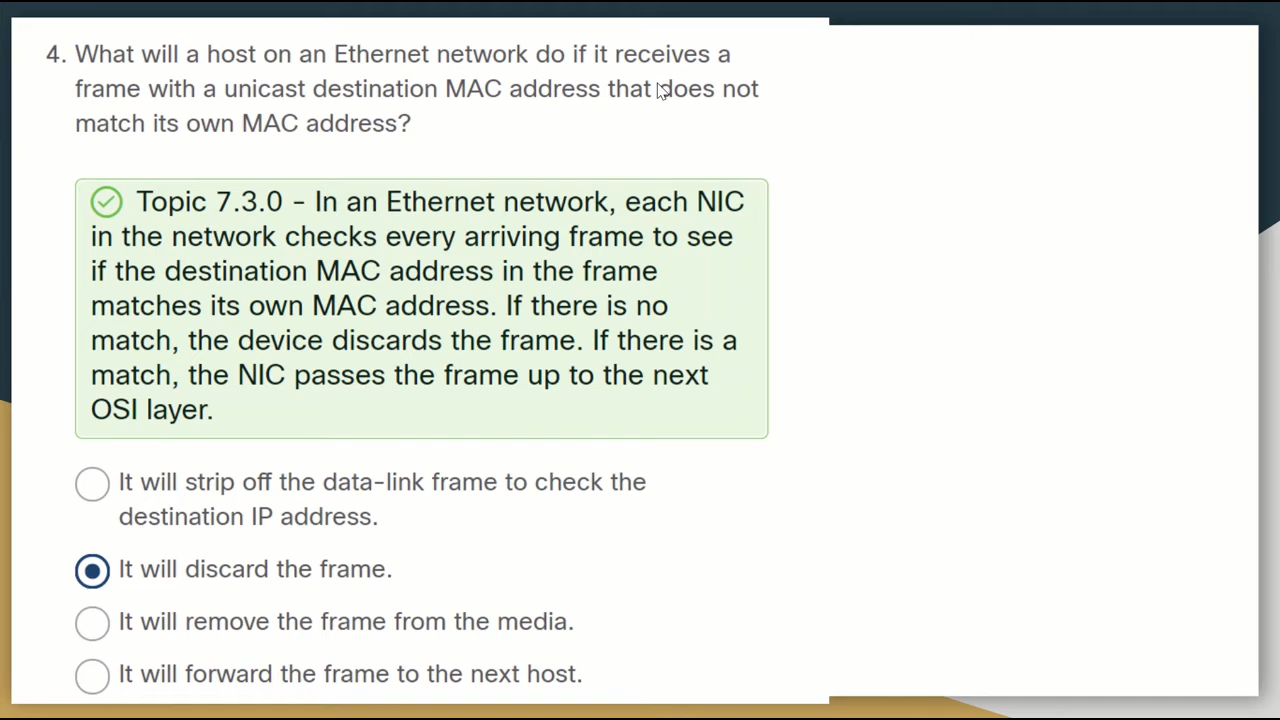 4. What will a host on an Ethernet network do if it receives a
frame with a unicast destination MAC address that does not
match its own MAC address?
Topic 7.3.0 - In an Ethernet network, each NIC
in the network checks every arriving frame to see
if the destination MAC address in the frame
matches its own MAC address. If there is no
match, the device discards the frame. If there is a
match, the NIC passes the frame up to the next
OSI layer.
It will strip off the data-link frame to check the
destination IP address.
It will discard the frame.
It will remove the frame from the media.
It will forward the frame to the next host.